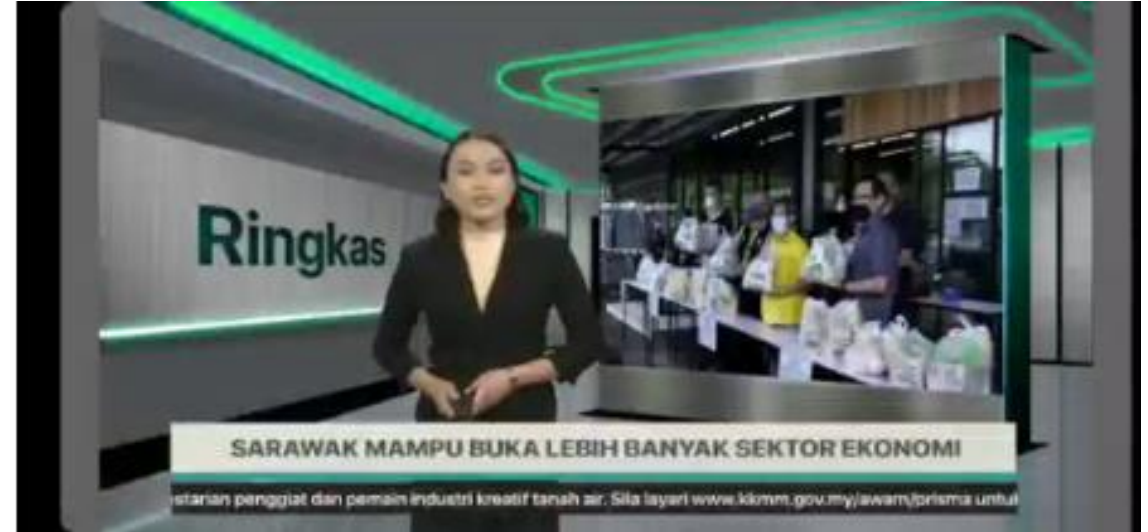 Ringkas
SARAWAK MAMPU BUKA LEBIH BANYAK SEKTOR EKONOMI
starian penggiat dan pemain industri kreatif tanah air. Sila layari www.kkmm.gov.my/awam/prisma untuk